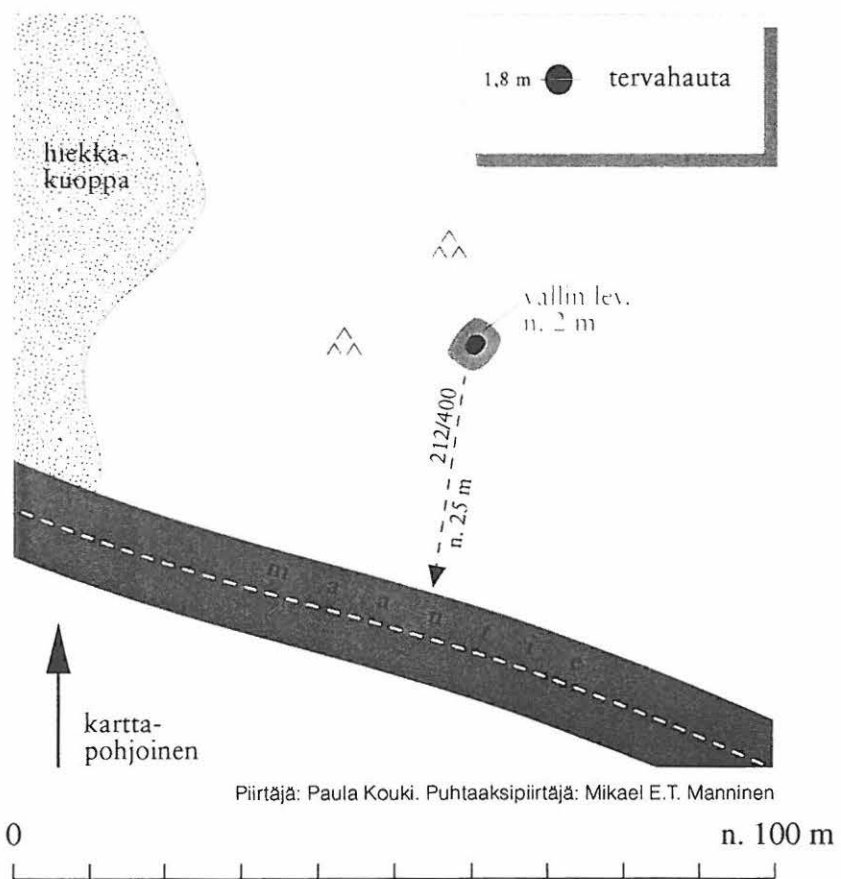 1,8 m tervahauta
hiekka-
kuoppa
vallin lev.
n. 2 m
212/400
n. 25 m
maantie
kartta-
pohjoinen
Piirtäjä: Paula Kouki. Puhtaaksipiirtäjä: Mikael E.T. Manninen
0 n. 100 m